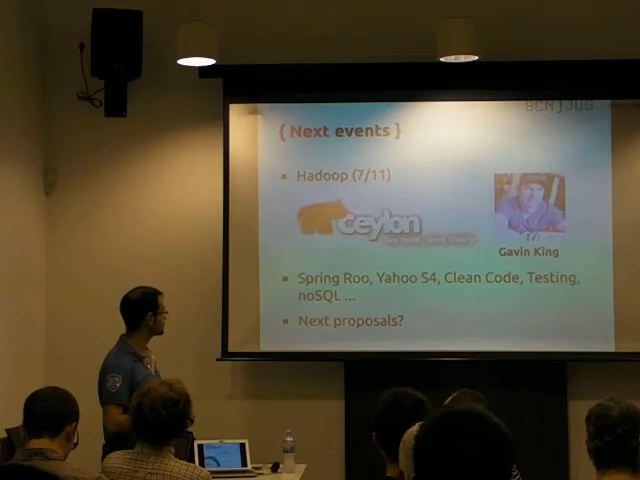 BCN}JUG
{ Next events }
Hadoop (7/11)
ceylon
Gavin King
Spring Roo, Yahoo S4, Clean Code, Testing,
noSQL ...
Next proposals?